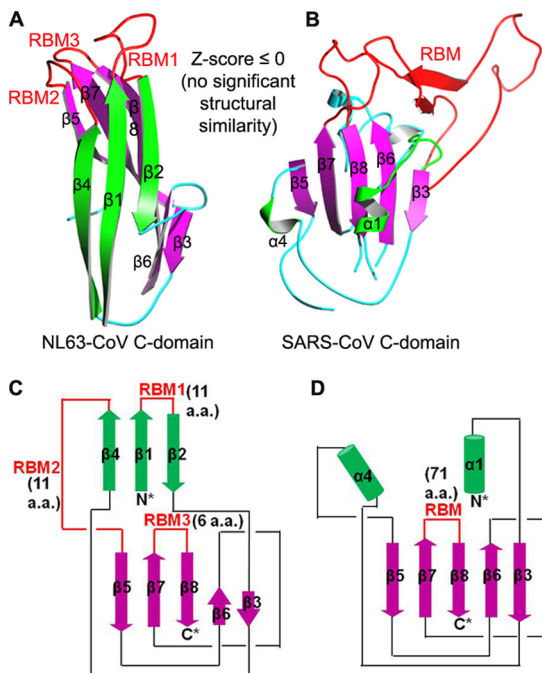 A
RBM3
RBM1
RBM2
β7
β5
β
8
β4
β1
β2
β3
β6
NL63-CoV C-domain
Z-score ≤ 0
(no significant
structural
similarity)
B
RBM
β7
β8
β6
β5
β3
α4
α1
SARS-CoV C-domain
C
RBM1(11
a.a.)
β4
β1
β2
N*
RBM2
(11
a.a.)
RBM3(6 a.a.)
β5
β7
β8
β6
β3
C*
D
α4
α1
N*
(71
a.a.)
RBM
β5
β7
β8
β6
β3
C*